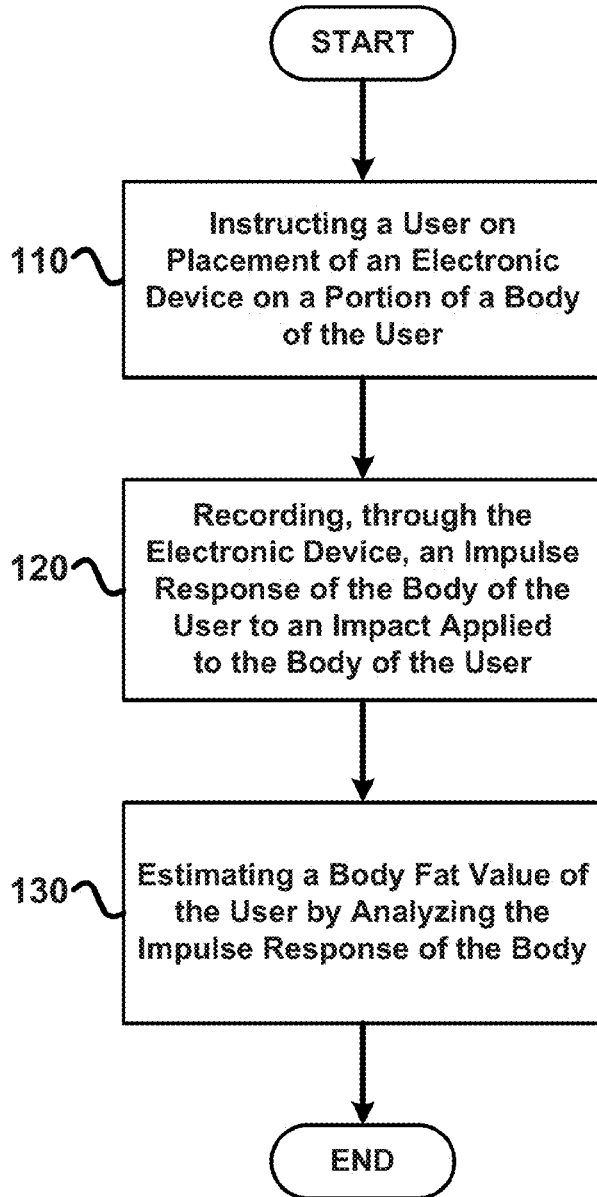 START
Instructing a User on
Placement of an Electronic
Device on a Portion of a Body
of the User
110
Recording, through the
Electronic Device, an Impulse
Response of the Body of the
User to an Impact Applied
to the Body of the User
120
Estimating a Body Fat Value of
the User by Analyzing the
Impulse Response of the Body
130
END